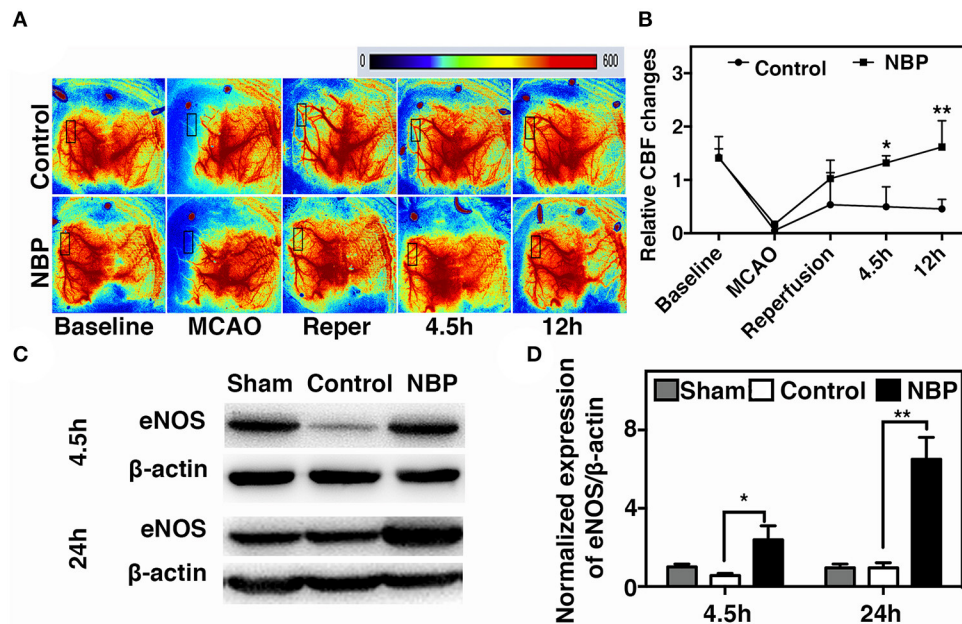 A
0 600
Control
NBP
Baseline MCAO Reper 4.5h 12h
B
Relative CBF changes
3
2
1
0
Control NBP
*
**
Baseline
MCAO
Reperfusion
4.5h
12h
C
Sham Control NBP
4.5h
eNOS
β-actin
24h
eNOS
β-actin
D
Normalized expression
of eNOS/β-actin
Sham Control NBP
8
4
0
*
**
4.5h 24h